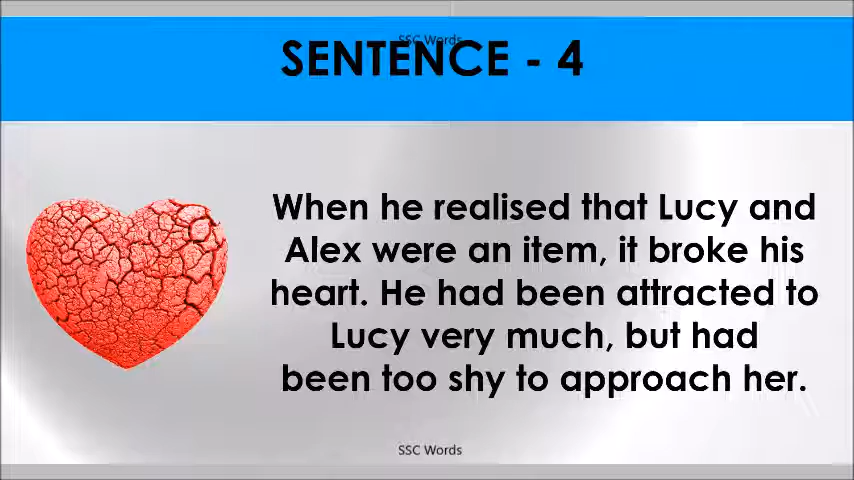 SSC Words
SENTENCE - 4
When he realised that Lucy and
Alex were an item, it broke his
heart. He had been attracted to
Lucy very much, but had
been too shy to approach her.
SSC Words